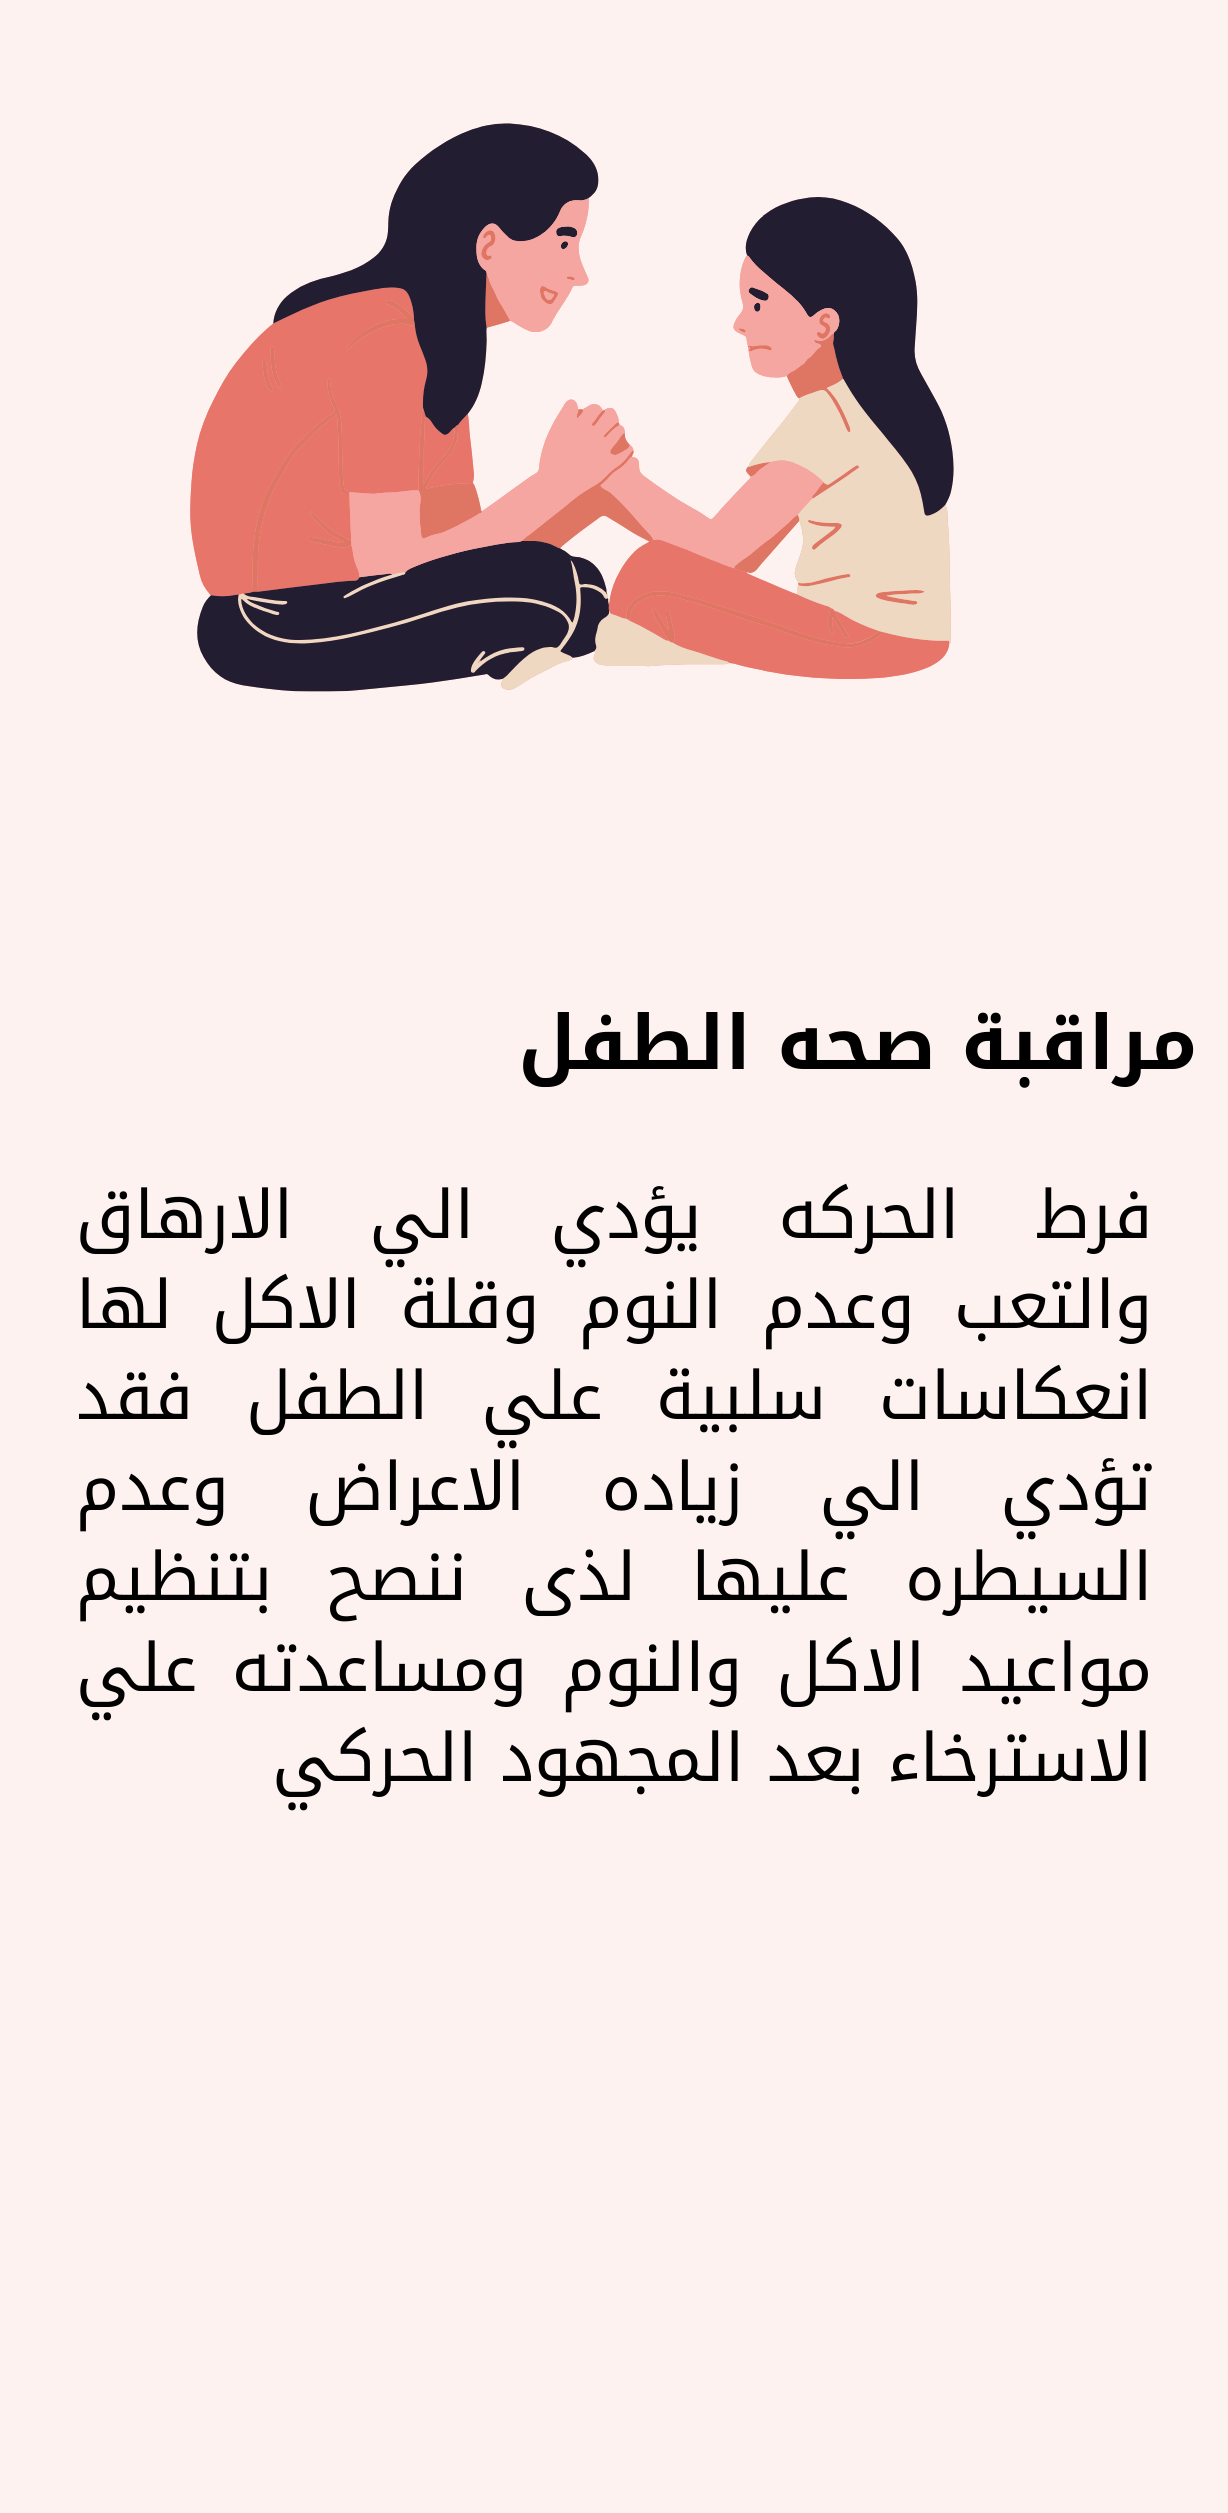 مراقبة صحه الطفل
فرط الحركه يؤدي الي الارهاق
والتعب وعدم النوم وقلة الاكل لها
انعكاسات سلبية علي الطفل فقد
تؤدي الي زياده الاعراض وعدم
السيطره عليها لذى ننصح بتنظيم
مواعيد الاكل والنوم ومساعدته علي
الاسترخاء بعد المجهود الحركي